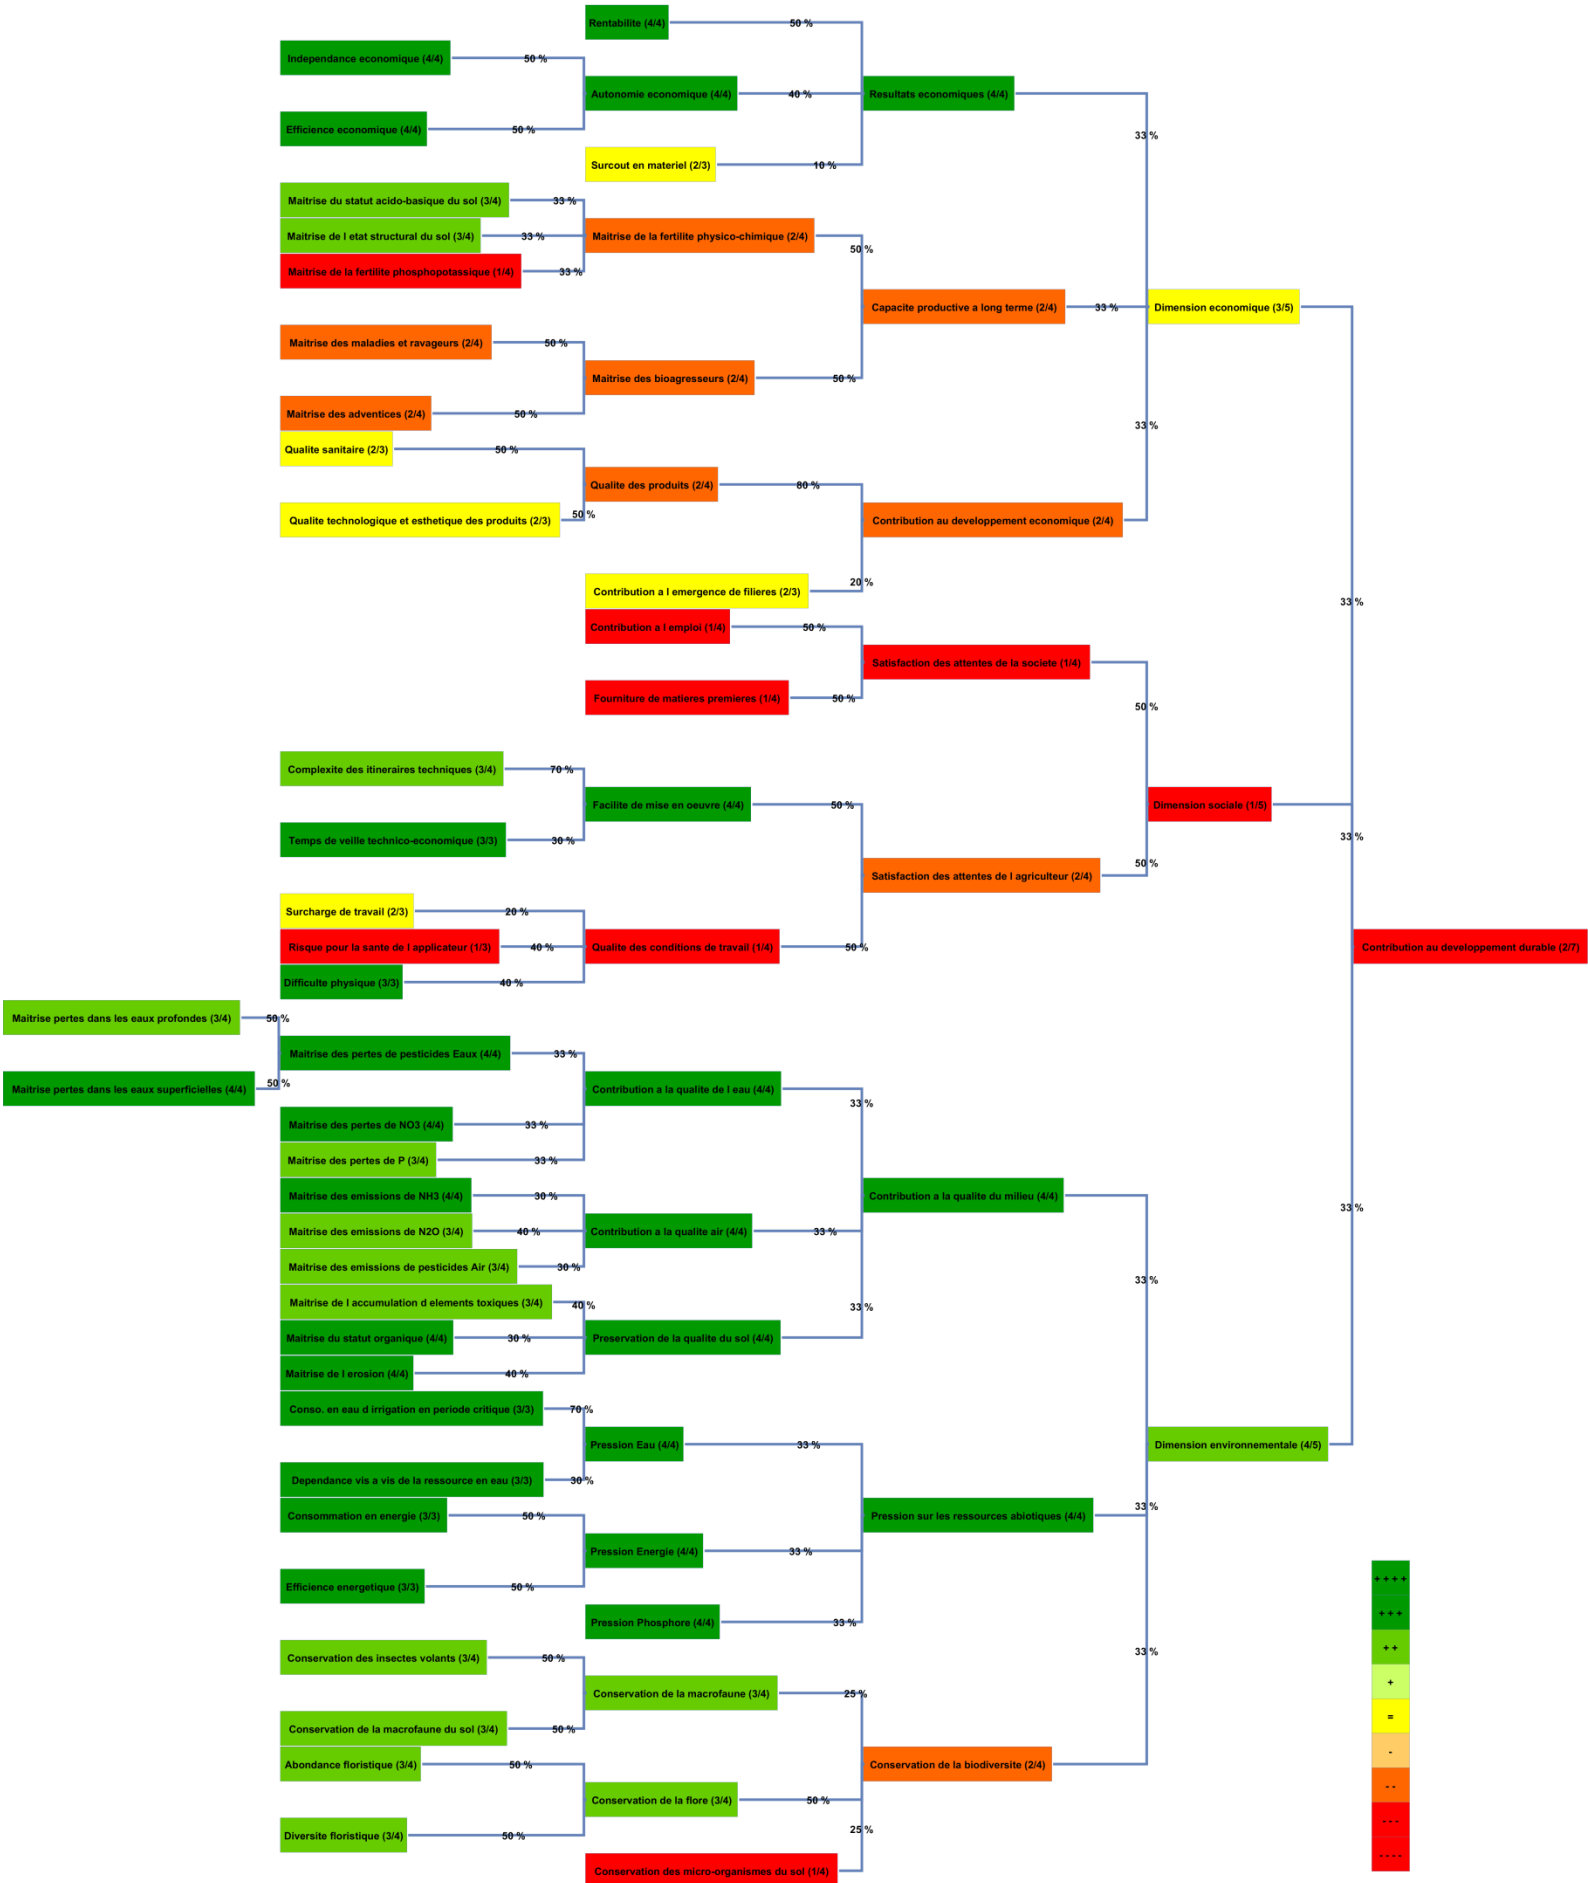 Rentabilite (4/4)
50 %
Independance economique (4/4)
50 %
Autonomie economique (4/4)
40 %
Resultats economiques (4/4)
Efficience economique (4/4)
50 %
33 %
Surcout en materiel (2/3)
10 %
Maitrise du statut acido-basique du sol (3/4)
33 %
Maitrise de l etat structural du sol (3/4)
33 %
Maitrise de la fertilite physico-chimique (2/4)
50 %
Maitrise de la fertilite phosphopotassique (1/4)
33 %
Capacite productive a long terme (2/4)
33 %
Dimension economique (3/5)
Maitrise des maladies et ravageurs (2/4)
50 %
Maitrise des bioagresseurs (2/4)
50 %
Maitrise des adventices (2/4)
50 %
33 %
Qualite sanitaire (2/3)
50 %
Qualite des produits (2/4)
80 %
Qualite technologique et esthetique des produits (2/3)
50 %
Contribution au developpement economique (2/4)
20 %
Contribution a l emergence de filieres (2/3)
33 %
Contribution a l emploi (1/4)
50 %
Satisfaction des attentes de la societe (1/4)
Fourniture de matieres premieres (1/4)
50 %
50 %
Complexite des itineraires techniques (3/4)
70 %
Facilite de mise en oeuvre (4/4)
50 %
Dimension sociale (1/5)
Temps de veille technico-economique (3/3)
30 %
33 %
50 %
Satisfaction des attentes de l agriculteur (2/4)
Surcharge de travail (2/3)
20 %
Risque pour la sante de l applicateur (1/3)
40 %
Qualite des conditions de travail (1/4)
50 %
Contribution au developpement durable (2/7)
Difficulte physique (3/3)
40 %
Maitrise pertes dans les eaux profondes (3/4)
50 %
Maitrise des pertes de pesticides Eaux (4/4)
33 %
Maitrise pertes dans les eaux superficielles (4/4)
50 %
Contribution a la qualite de l eau (4/4)
33 %
Maitrise des pertes de NO3 (4/4)
33 %
Maitrise des pertes de P (3/4)
33 %
Maitrise des emissions de NH3 (4/4)
30 %
Contribution a la qualite du milieu (4/4)
33 %
Maitrise des emissions de N2O (3/4)
40 %
Contribution a la qualite air (4/4)
33 %
Maitrise des emissions de pesticides Air (3/4)
30 %
33 %
Maitrise de l accumulation d elements toxiques (3/4)
40 %
33 %
Maitrise du statut organique (4/4)
30 %
Preservation de la qualite du sol (4/4)
Maitrise de l erosion (4/4)
40 %
Conso. en eau d irrigation en periode critique (3/3)
70 %
Pression Eau (4/4)
33 %
Dimension environnementale (4/5)
Dependance vis a vis de la ressource en eau (3/3)
30 %
33 %
Consommation en energie (3/3)
50 %
Pression sur les ressources abiotiques (4/4)
Pression Energie (4/4)
33 %
Efficience energetique (3/3)
50 %
Pression Phosphore (4/4)
33 %
Conservation des insectes volants (3/4)
50 %
33 %
Conservation de la macrofaune (3/4)
25 %
Conservation de la macrofaune du sol (3/4)
50 %
Abondance floristique (3/4)
50 %
Conservation de la biodiversite (2/4)
Conservation de la flore (3/4)
50 %
Diversite floristique (3/4)
50 %
25 %
Conservation des micro-organismes du sol (1/4)
+ + + +
+ + +
+ +
+
=
-
- -
- - -
- - - -